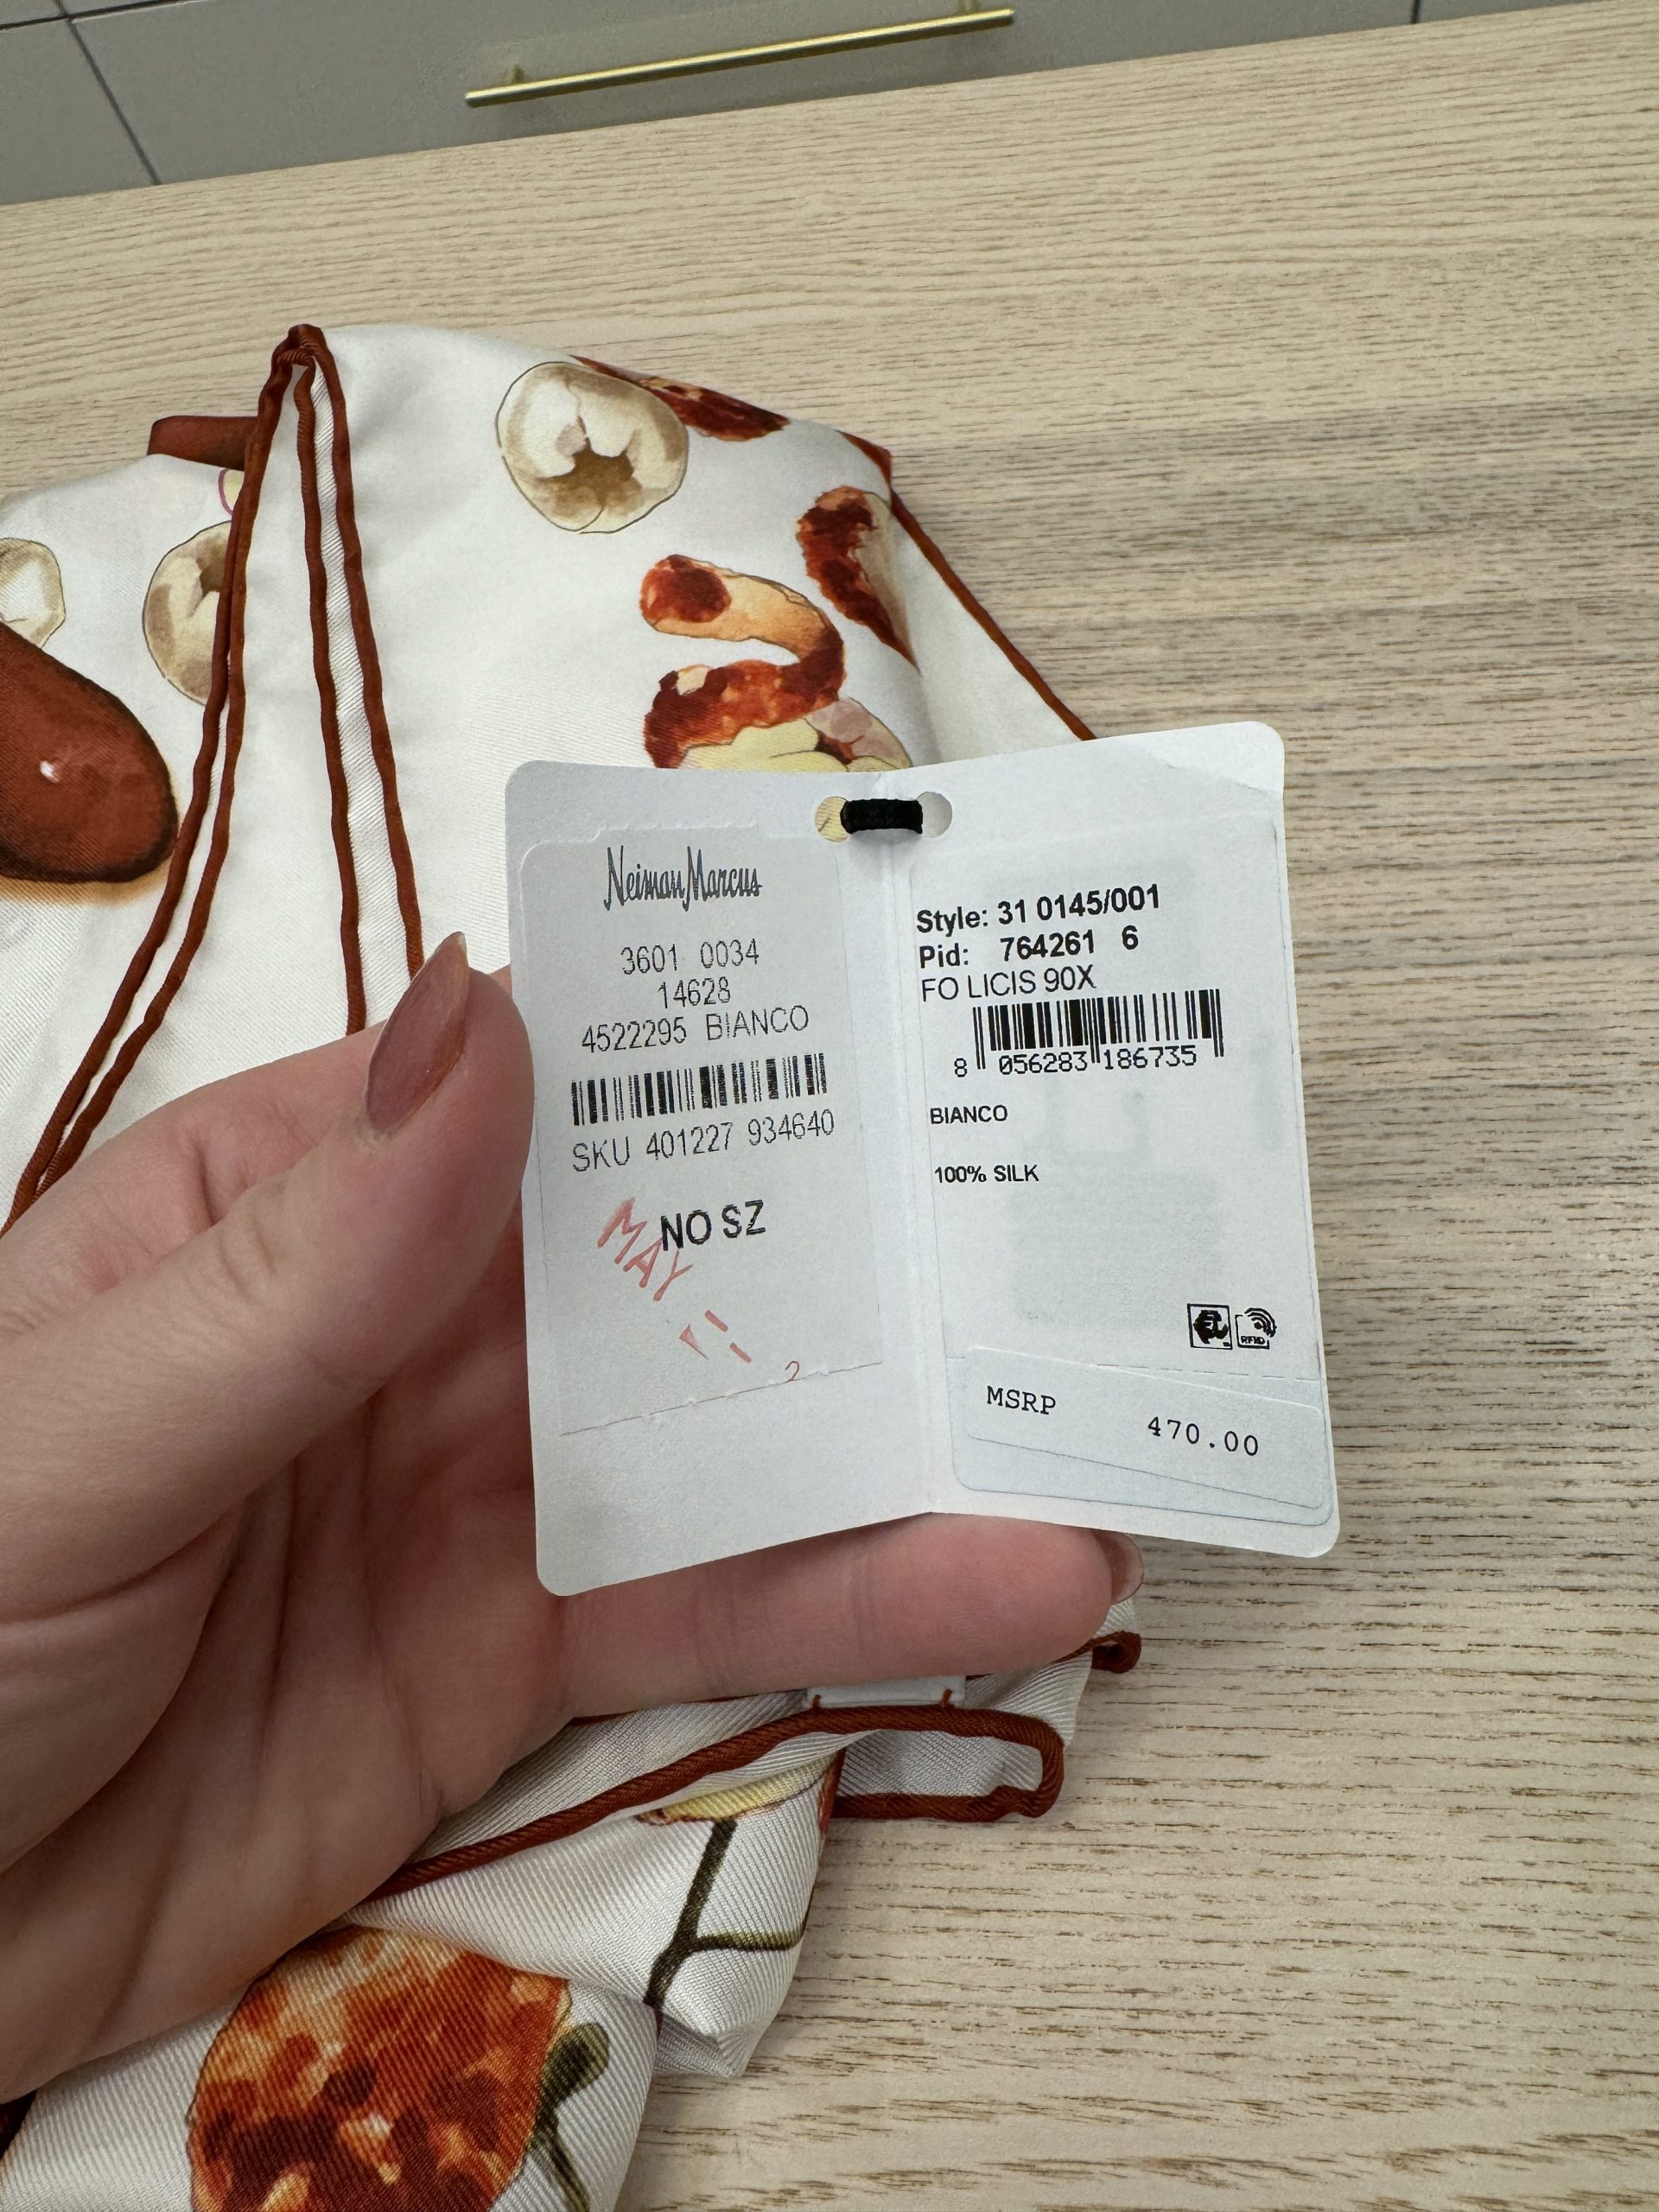 Neiman Marcus
3601 0034
14628
4522295 BIANCO
SKU 401227 934640
NO SZ
MAY
Style: 31 0145/001
Pid: 764261 6
FO LICIS 90X
8 056283 186735
BIANCO
100% SILK
RFID
MSRP 470.00